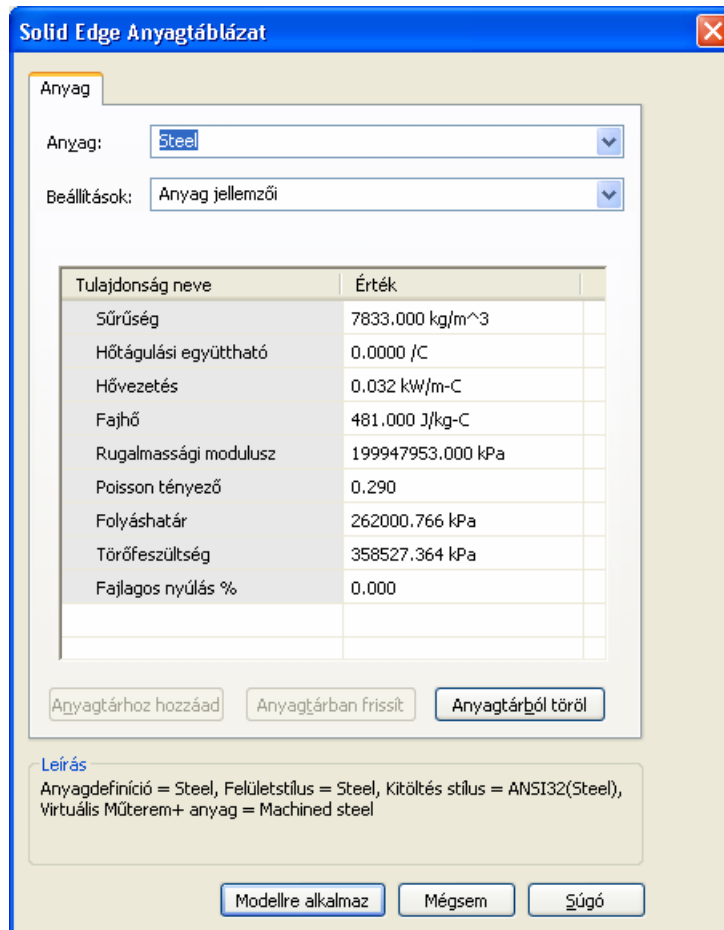 Solid Edge Anyagtáblázat
Anyag
Anyag: Steel
Beállítások: Anyag jellemzői
Tulajdonság neve Érték
Sűrűség 7833.000 kg/m^3
Hőtágulási együttható 0.0000 /C
Hővezetés 0.032 kW/m-C
Fajhő 481.000 J/kg-C
Rugalmassági modulusz 199947953.000 kPa
Poisson tényező 0.290
Folyáshatár 262000.766 kPa
Törőfeszültség 358527.364 kPa
Fajlagos nyúlás % 0.000
Anyagtárhoz hozzáad Anyagtárban frissít Anyagtárból töröl
Leírás
Anyagdefiníció = Steel, Felületstílus = Steel, Kitöltés stílus = ANSI32(Steel),
Virtuális Műterem+ anyag = Machined steel
Modellre alkalmaz Mégsem Súgó